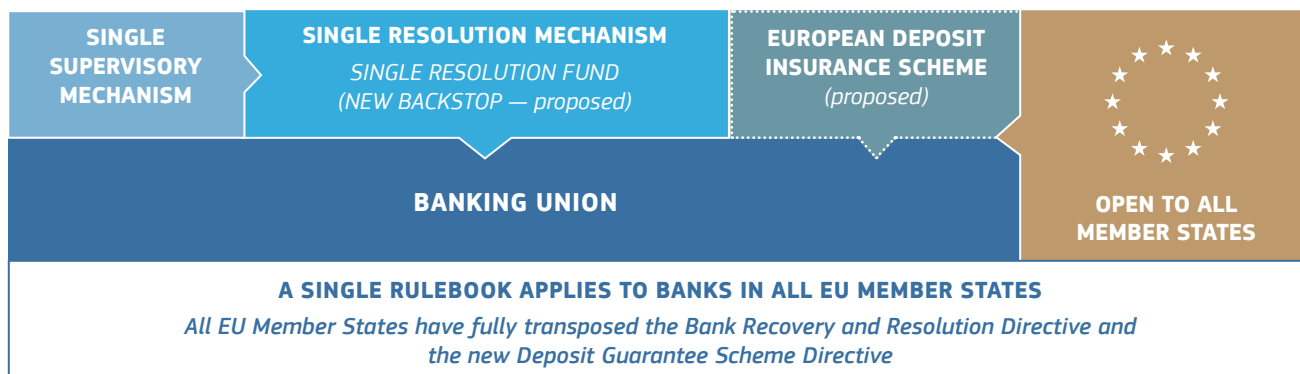 SINGLE
SUPERVISORY
MECHANISM
SINGLE RESOLUTION MECHANISM
SINGLE RESOLUTION FUND
(NEW BACKSTOP — proposed)
EUROPEAN DEPOSIT
INSURANCE SCHEME
(proposed)
BANKING UNION
OPEN TO ALL
MEMBER STATES
A SINGLE RULEBOOK APPLIES TO BANKS IN ALL EU MEMBER STATES
All EU Member States have fully transposed the Bank Recovery and Resolution Directive and
the new Deposit Guarantee Scheme Directive